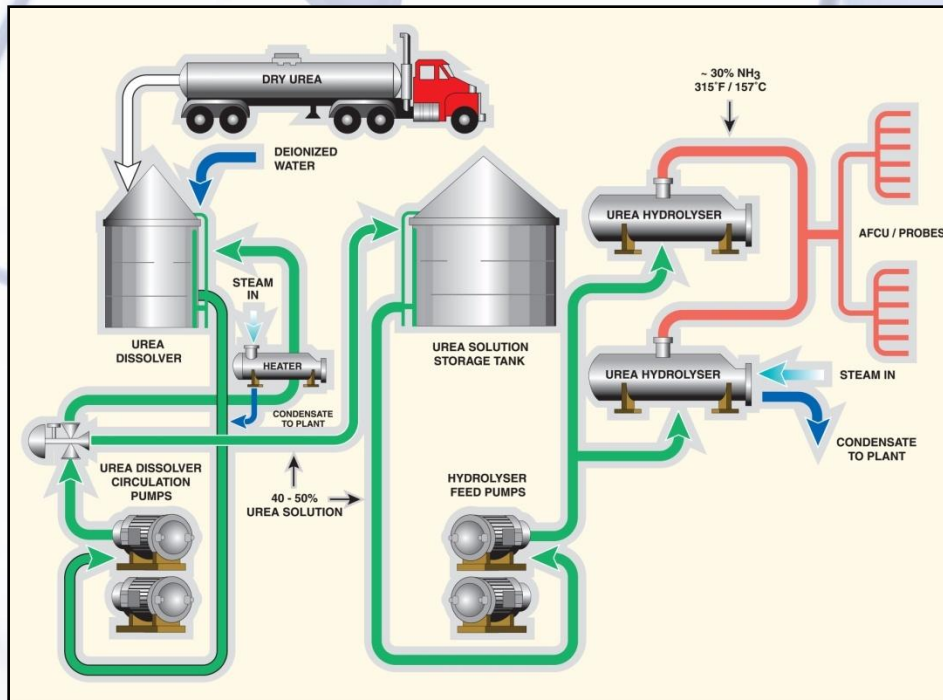 DRY UREA
~ 30% NH₃
315˚F / 157˚C
DEIONIZED
WATER
UREA HYDROLYSER
AFCU / PROBES
STEAM
IN
UREA
DISSOLVER
HEATER
UREA SOLUTION
STORAGE TANK
UREA HYDROLYSER
STEAM IN
CONDENSATE
TO PLANT
CONDENSATE
TO PLANT
UREA DISSOLVER
CIRCULATION
PUMPS
40 - 50%
UREA SOLUTION
HYDROLYSER
FEED PUMPS